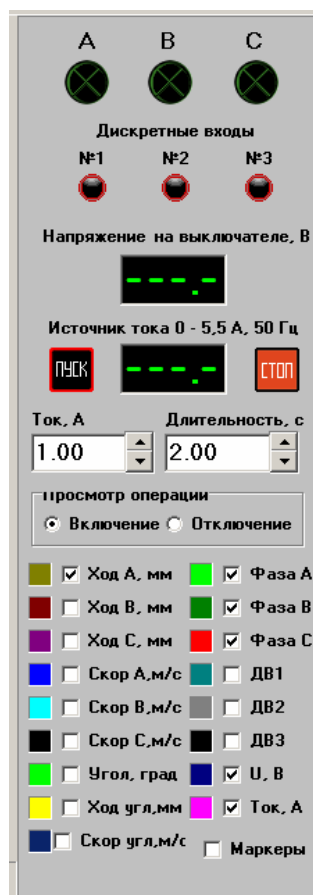 A B C
Дискретные входы
№1 №2 №3
Напряжение на выключателе, В
---.-
Источник тока 0 - 5,5 А, 50 Гц
ПУСК ---.- СТОП
Ток, А Длительность, с
1.00 2.00
Просмотр операции
Включение Отключение
Ход А, мм Фаза А
Ход В, мм Фаза В
Ход С, мм Фаза С
Скор А,м/с ДВ1
Скор В,м/с ДВ2
Скор С,м/с ДВ3
Угол, град U, В
Ход угл,мм Ток, А
Скор угл,м/с Маркеры